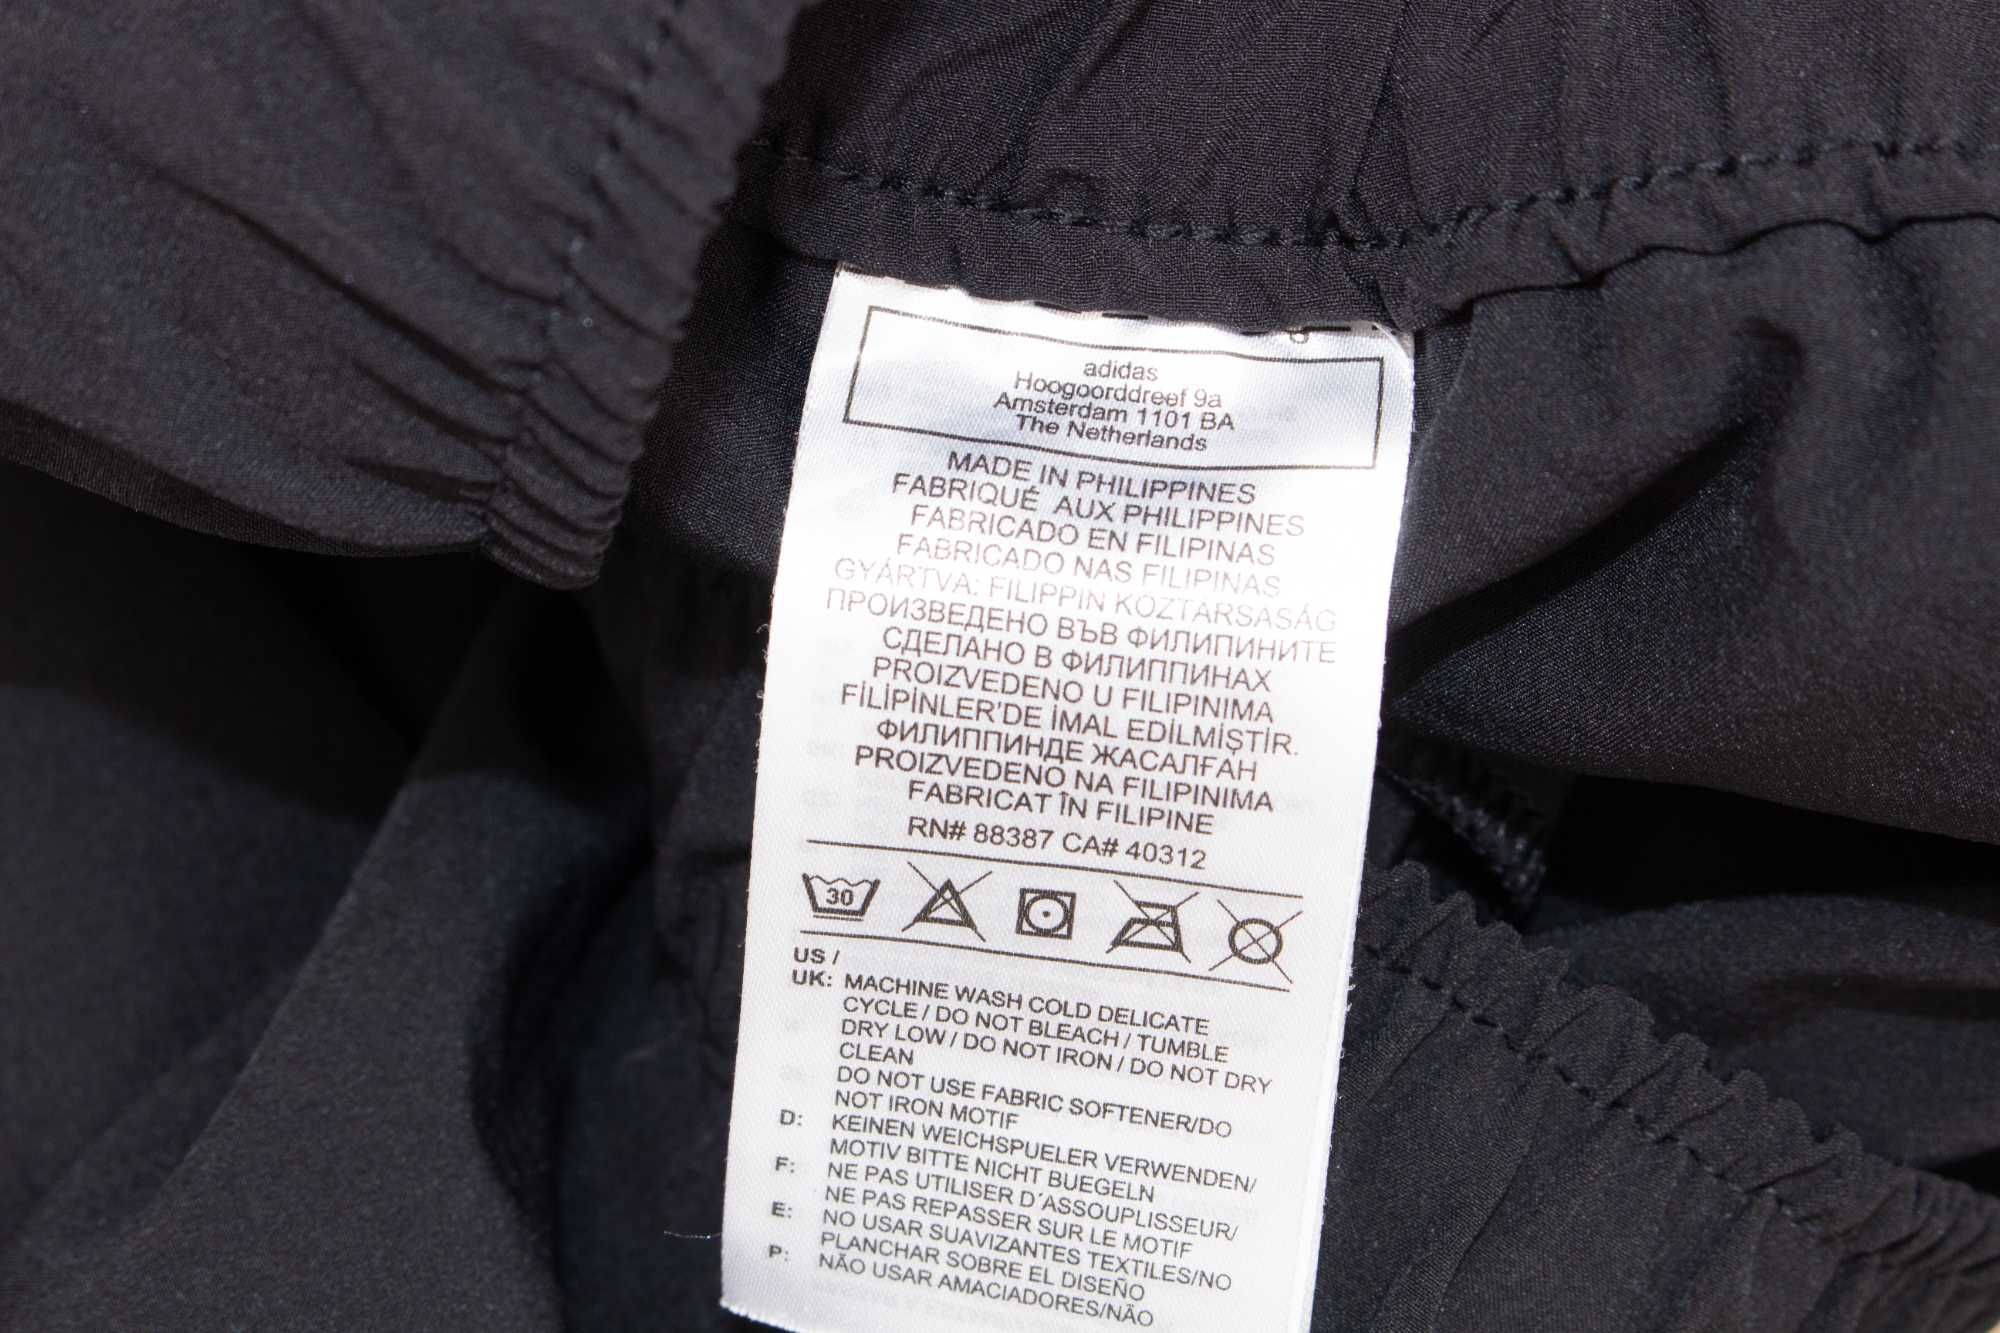 adidas
Hoogoorddreef 9a
Amsterdam 1101 BA
The Netherlands
MADE IN PHILIPPINES
FABRIQUÉ AUX PHILIPPINES
FABRICADO EN FILIPINAS
FABRICADO NAS FILIPINAS
GYÁRTVA: FILIPPIN KOZTARSASÁG
ПРОИЗВЕДЕНО ВЪВ ФИЛИПИНИТЕ
СДЕЛАНО В ФИЛИППИНАХ
PROIZVEDENO U FILIPINIMA
FİLİPİNLER'DE İMAL EDİLMİŞTİR.
ФИЛИППИНДЕ ЖАСАЛҒАН
PROIZVEDENO NA FILIPINIMA
FABRICAT ÎN FILIPINE
RN# 88387 CA# 40312
30
US /
UK: MACHINE WASH COLD DELICATE
CYCLE / DO NOT BLEACH / TUMBLE
DRY LOW / DO NOT IRON / DO NOT DRY
CLEAN
DO NOT USE FABRIC SOFTENER/DO
NOT IRON MOTIF
D: KEINEN WEICHSPUELER VERWENDEN/
MOTIV BITTE NICHT BUEGELN
F: NE PAS UTILISER D´ASSOUPLISSEUR/
NE PAS REPASSER SUR LE MOTIF
E: NO USAR SUAVIZANTES TEXTILES/NO
PLANCHAR SOBRE EL DISEÑO
P: NÃO USAR AMACIADORES/NÃO